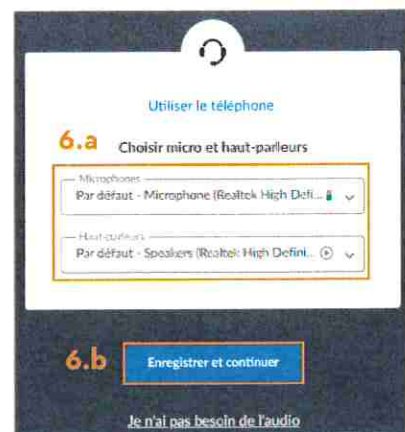 Utiliser le téléphone
6.a Choisir micro et haut-parleurs
Microphones
Par défaut - Microphone (Realtek High Defi...
Haut-parleurs
Par défaut - Speakers (Realtek High Defini...
6.b Enregistrer et continuer
Je n'ai pas besoin de l'audio